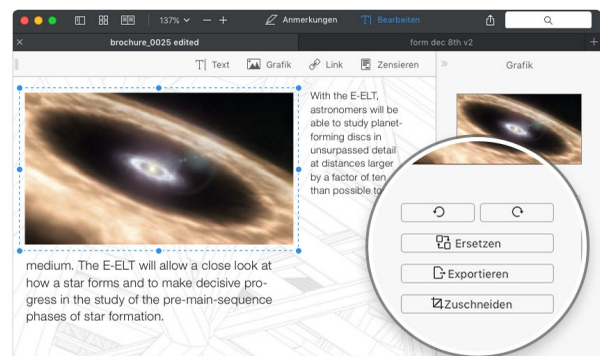 137%
Anmerkungen
Bearbeiten
brochure_0025 edited
form dec 8th v2
Text
Grafik
Link
Zensieren
Grafik
With the E-ELT,
astronomers will be
able to study planet-
forming discs in
unsurpassed detail
at distances larger
by a factor of ten
than possible to
medium. The E-ELT will allow a close look at
how a star forms and to make decisive pro-
gress in the study of the pre-main-sequence
phases of star formation.
Ersetzen
Exportieren
Zuschneiden